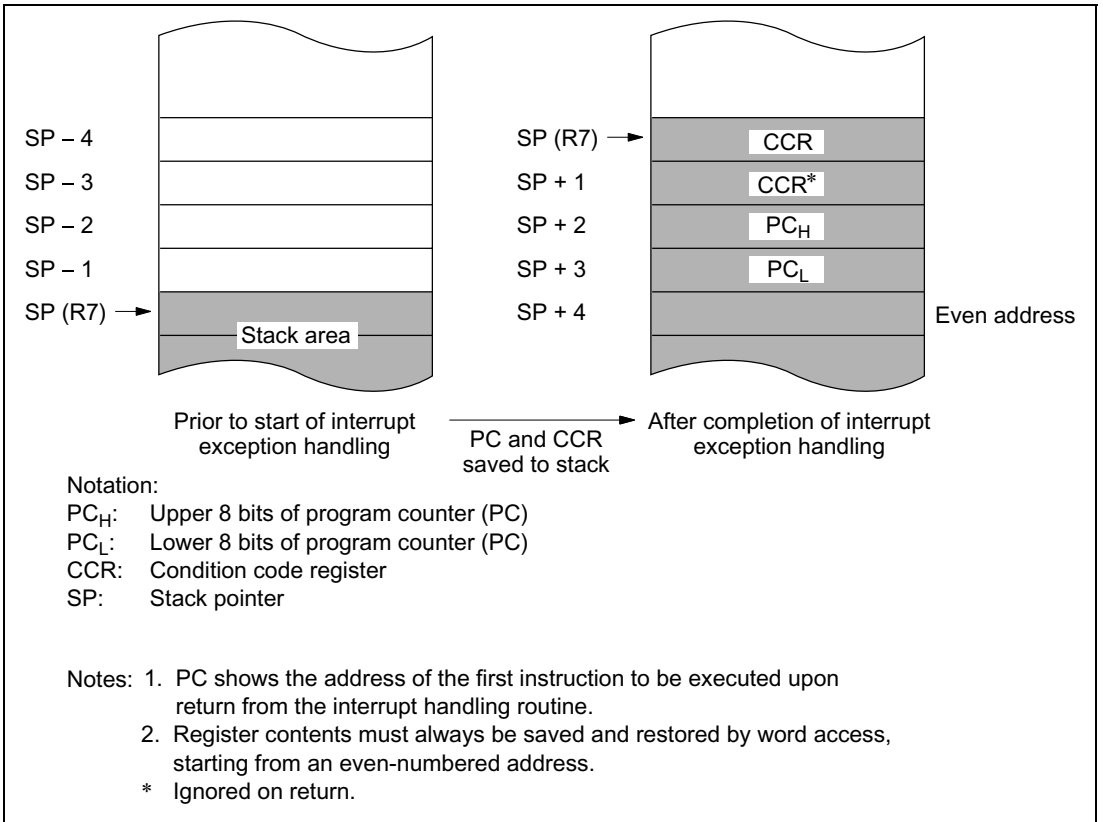 SP – 4
SP – 3
SP – 2
SP – 1
SP (R7)
Stack area
SP (R7)
SP + 1
SP + 2
SP + 3
SP + 4
CCR
CCR*
PCH
PCL
Even address
Prior to start of interrupt
exception handling
PC and CCR
saved to stack
After completion of interrupt
exception handling
Notation:
PCH: Upper 8 bits of program counter (PC)
PCL: Lower 8 bits of program counter (PC)
CCR: Condition code register
SP: Stack pointer
Notes: 1. PC shows the address of the first instruction to be executed upon
return from the interrupt handling routine.
2. Register contents must always be saved and restored by word access,
starting from an even-numbered address.
* Ignored on return.